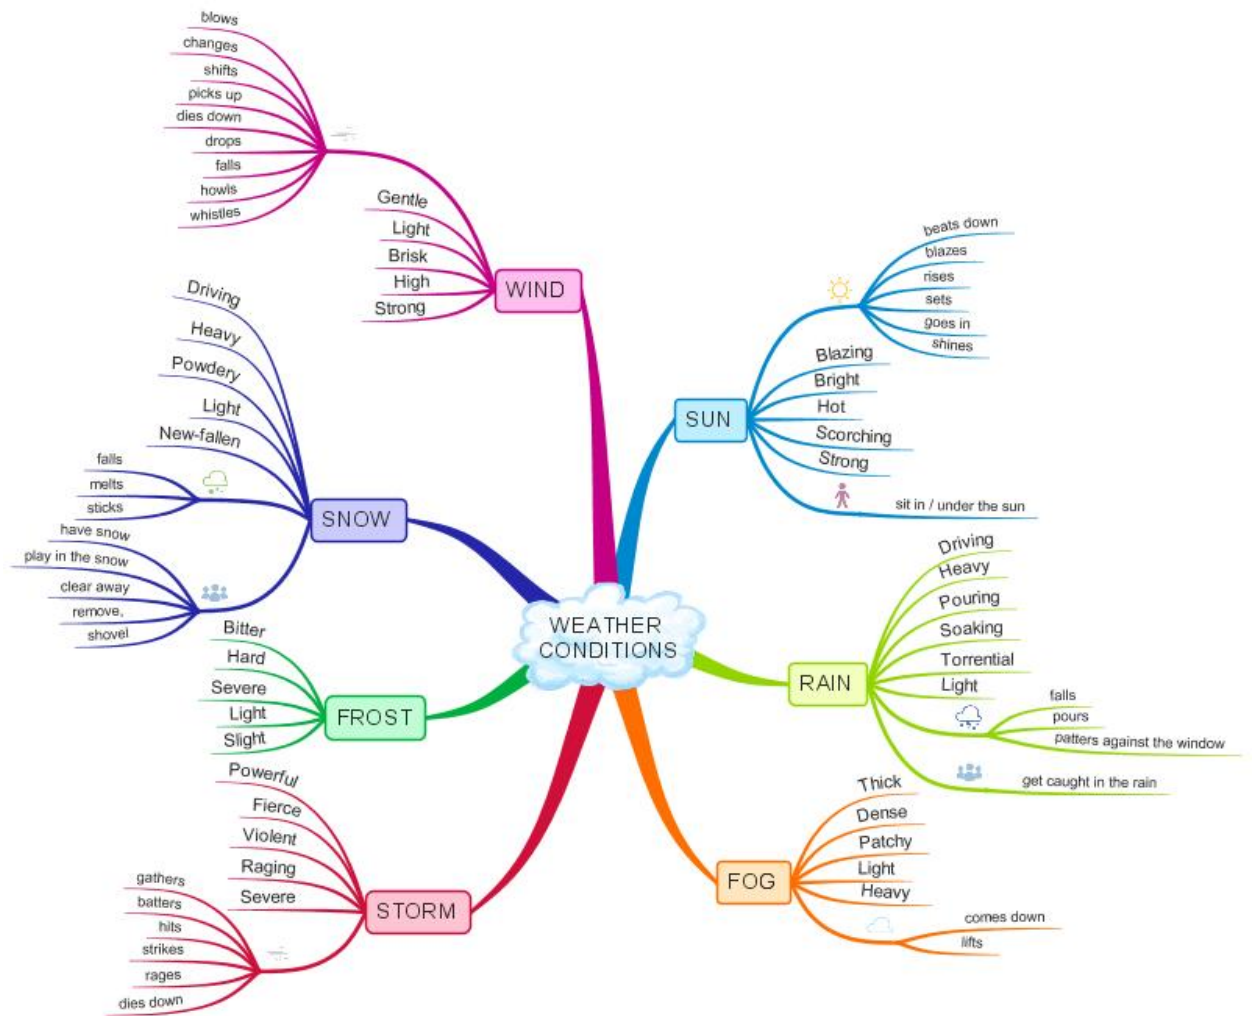 WEATHER
CONDITIONS
WIND
blows
changes
shifts
picks up
dies down
drops
falls
howls
whistles
Gentle
Light
Brisk
High
Strong
SUN
beats down
blazes
rises
sets
goes in
shines
Blazing
Bright
Hot
Scorching
Strong
sit in / under the sun
SNOW
Driving
Heavy
Powdery
Light
New-fallen
falls
melts
sticks
have snow
play in the snow
clear away
remove,
shovel
RAIN
Driving
Heavy
Pouring
Soaking
Torrential
Light
falls
pours
patters against the window
get caught in the rain
FROST
Bitter
Hard
Severe
Light
Slight
FOG
Thick
Dense
Patchy
Light
Heavy
comes down
lifts
STORM
Powerful
Fierce
Violent
Raging
Severe
gathers
batters
hits
strikes
rages
dies down